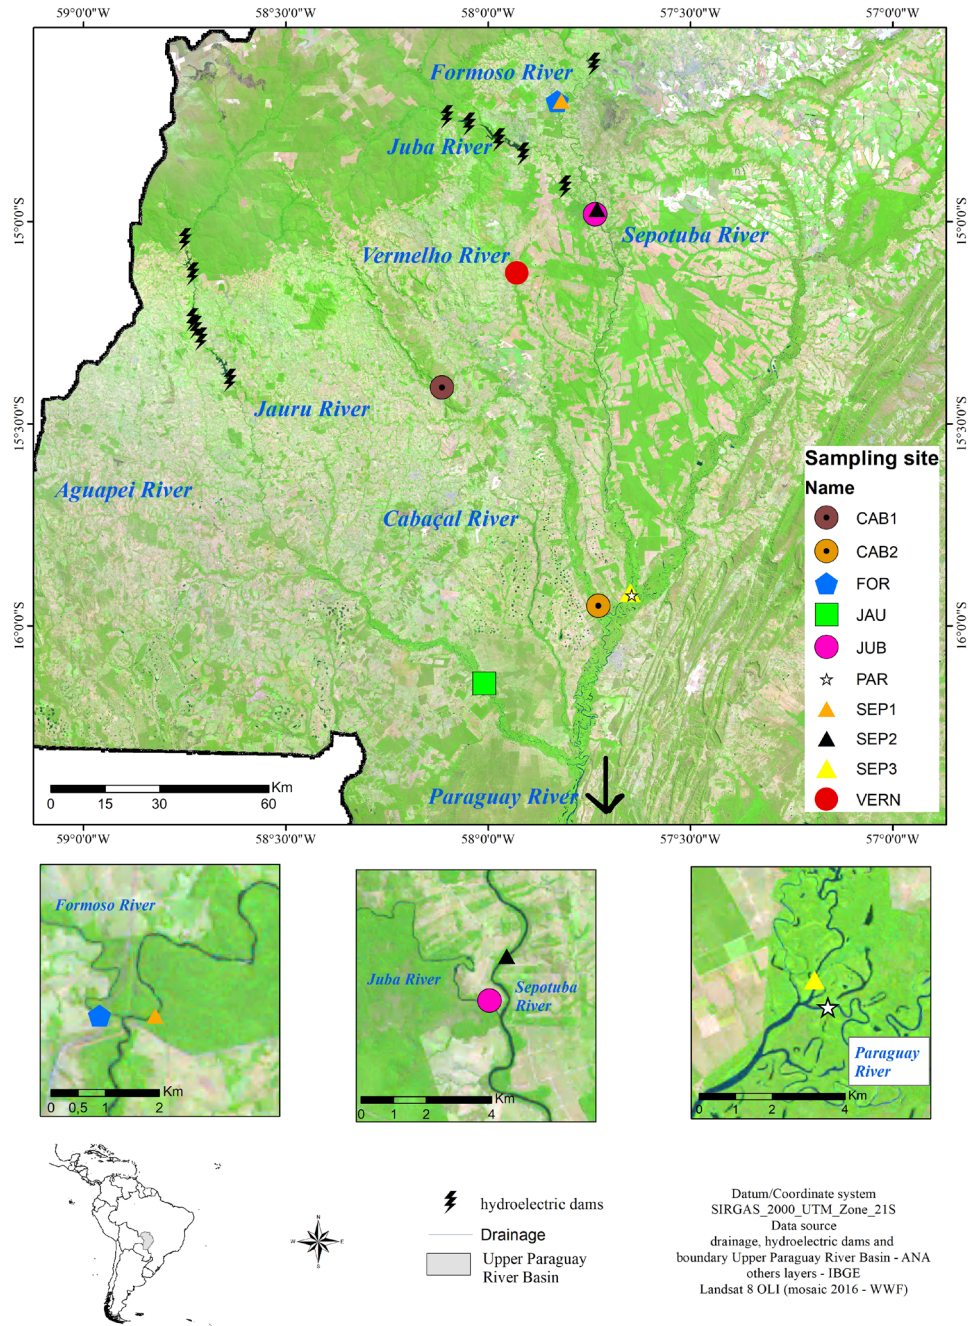 59°0'0"W 58°30'0"W 58°0'0"W 57°30'0"W 57°0'0"W
Formoso River
Juba River
15°0'0"S
15°0'0"S
Sepotuba River
Vermelho River
Jauru River
15°30'0"S
15°30'0"S
Aguapei River
Cabaçal River
16°0'0"S
16°0'0"S
Paraguay River
Sampling site
Name
CAB1
CAB2
FOR
JAU
JUB
PAR
SEP1
SEP2
SEP3
VERN
Km
0 15 30 60
59°0'0"W 58°30'0"W 58°0'0"W 57°30'0"W 57°0'0"W
Formoso River
Km
0 0,5 1 2
Juba River
Sepotuba
River
Km
0 1 2 4
Paraguay
River
Km
0 1 2 4
N
W E
S
hydroelectric dams
Drainage
Upper Paraguay
River Basin
Datum/Coordinate system
SIRGAS_2000_UTM_Zone_21S
Data source
drainage, hydroelectric dams and
boundary Upper Paraguay River Basin - ANA
others layers - IBGE
Landsat 8 OLI (mosaic 2016 - WWF)